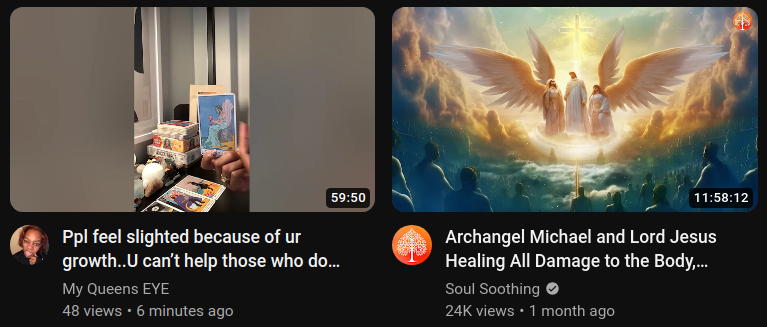 59:50
11:58:12
Ppl feel slighted because of ur
growth..U can’t help those who do…
My Queens EYE
48 views • 6 minutes ago
Archangel Michael and Lord Jesus
Healing All Damage to the Body,…
Soul Soothing
24K views • 1 month ago